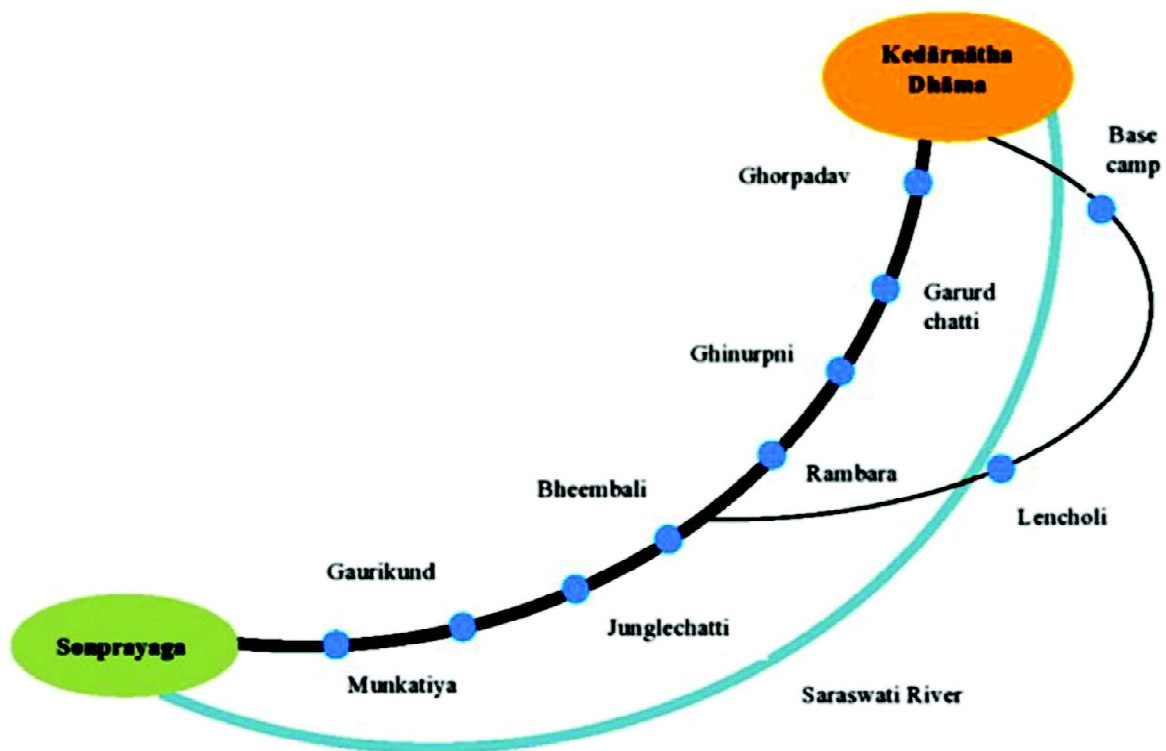 Kedārnātha
Dhāma
Base
camp
Ghorpadav
Garurd
chatti
Ghinurpni
Rambara
Bheembali
Lencholi
Gaurikund
Junglechatti
Sonprayaga
Munkatiya
Saraswati River